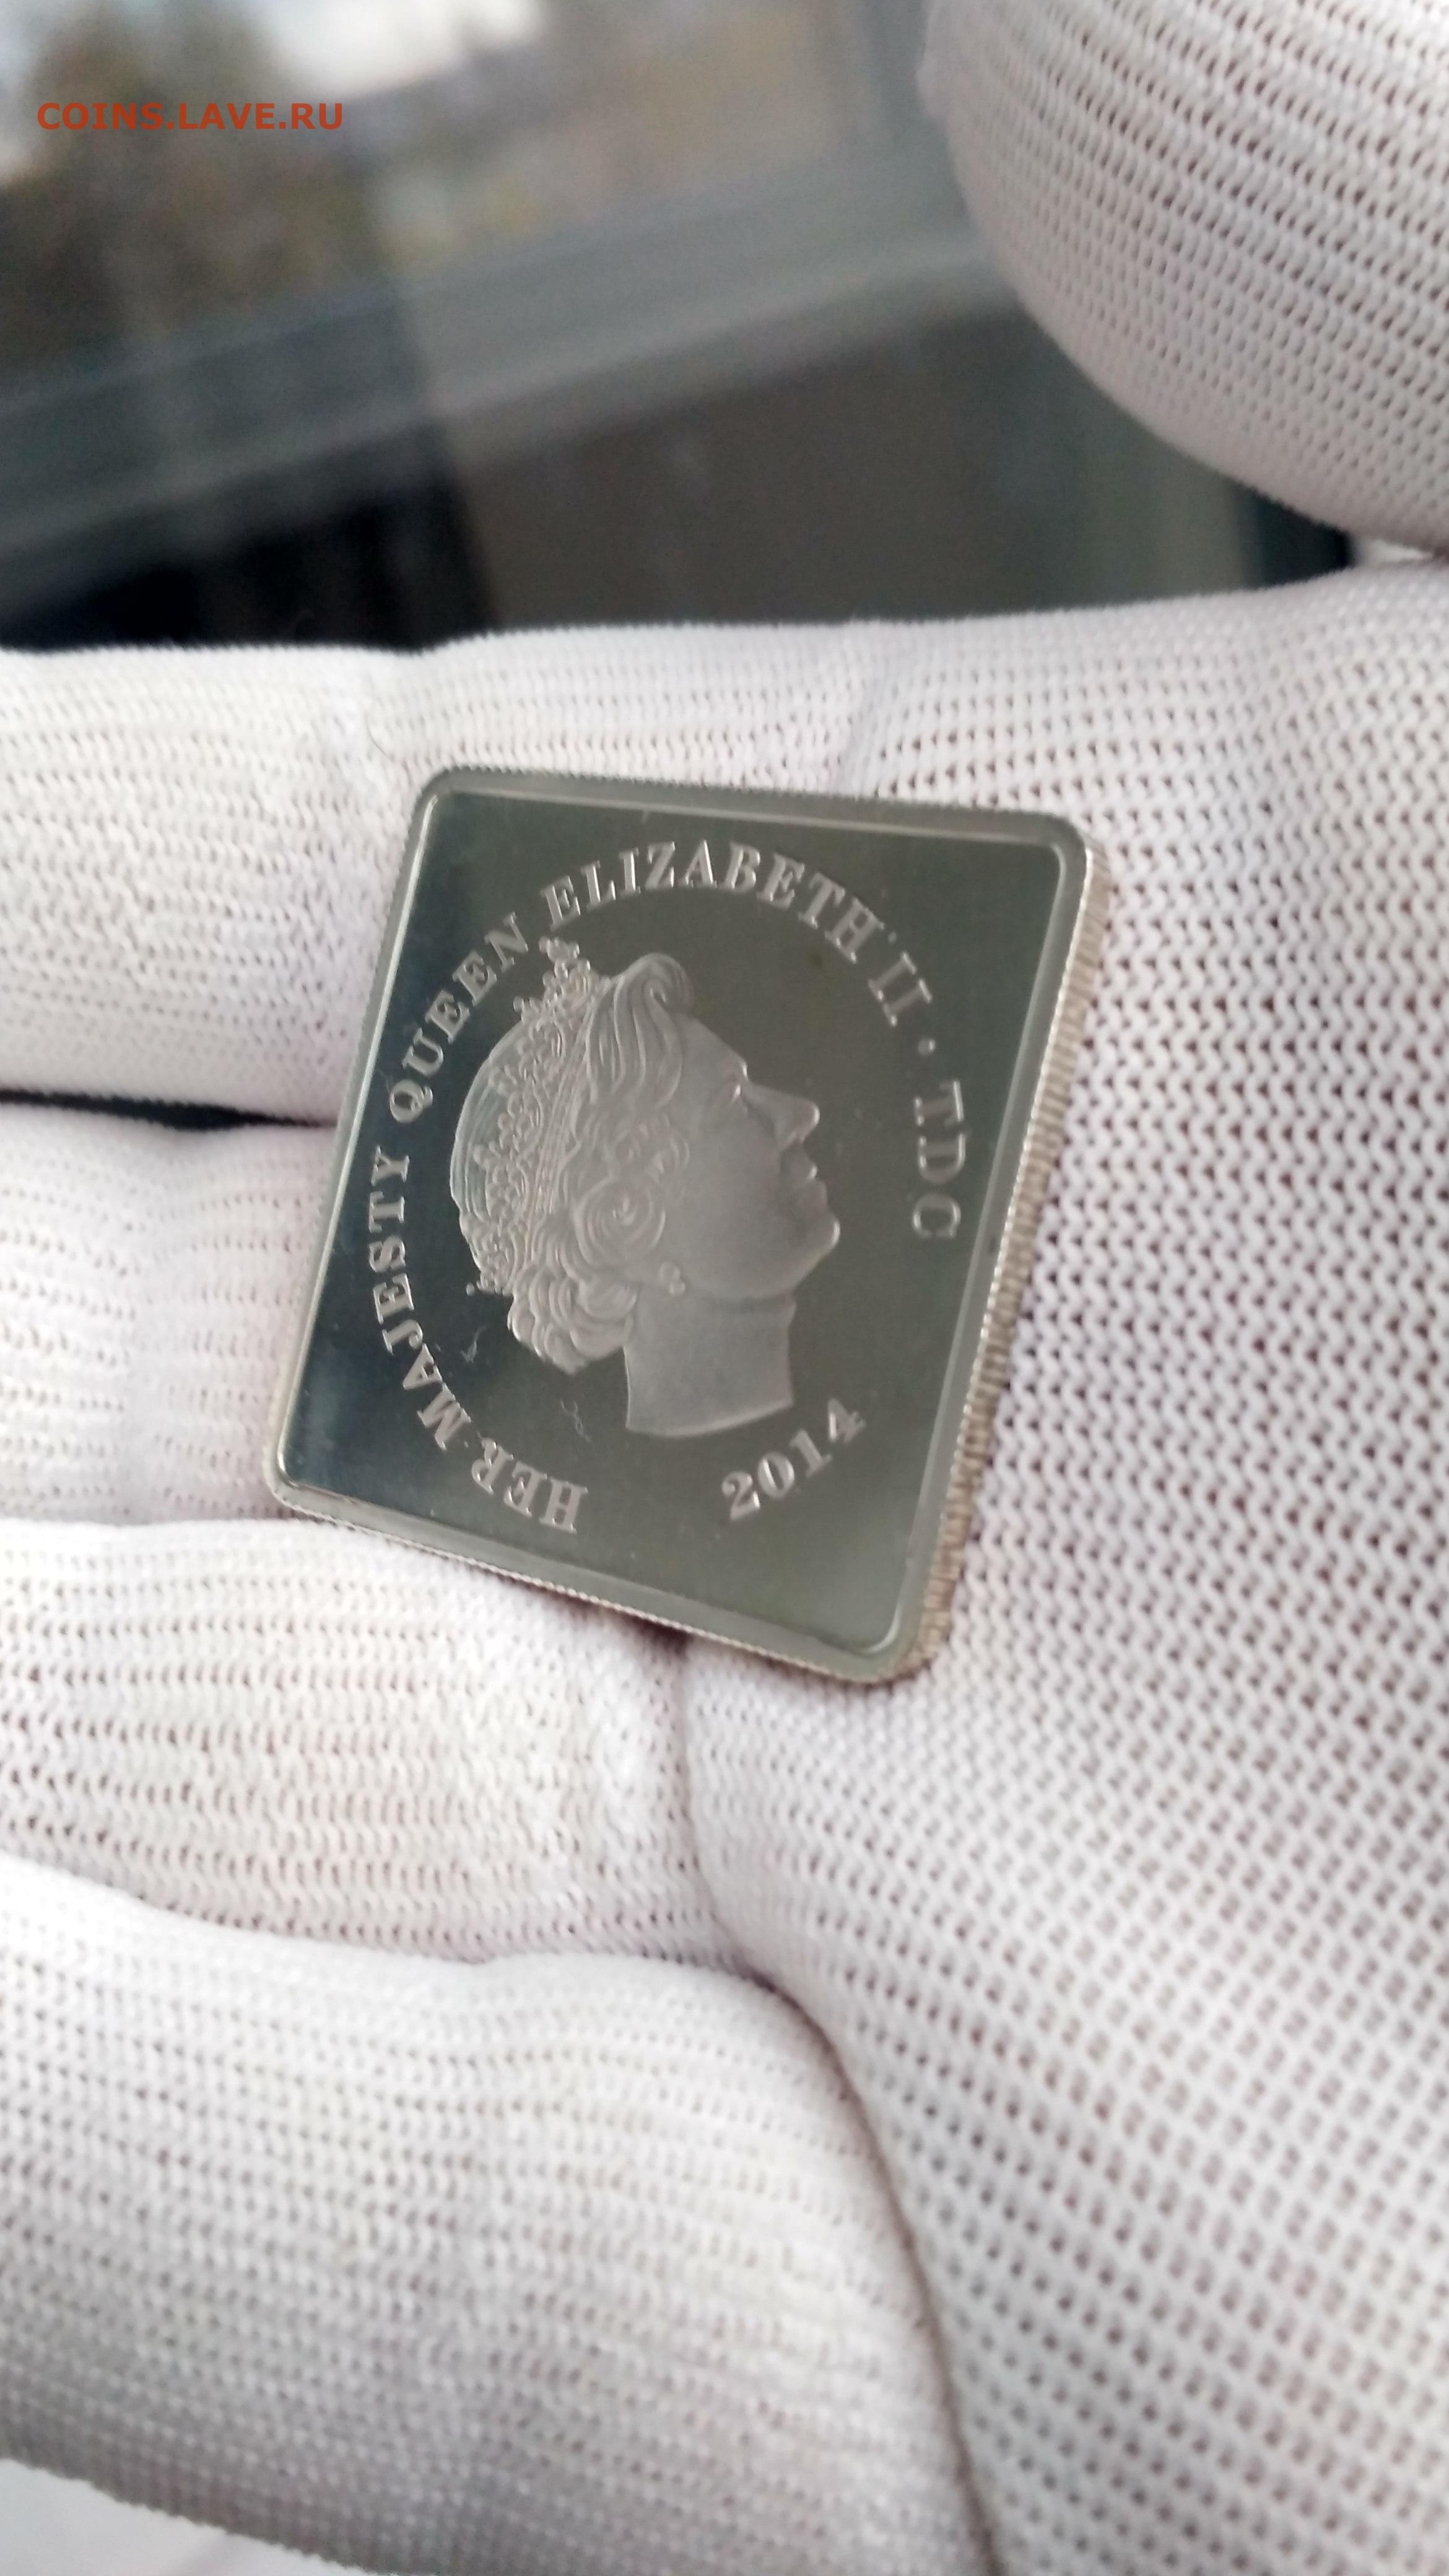 COINS.LAVE.RU
HER MAJESTY QUEEN ELIZABETH II • TDC
2014